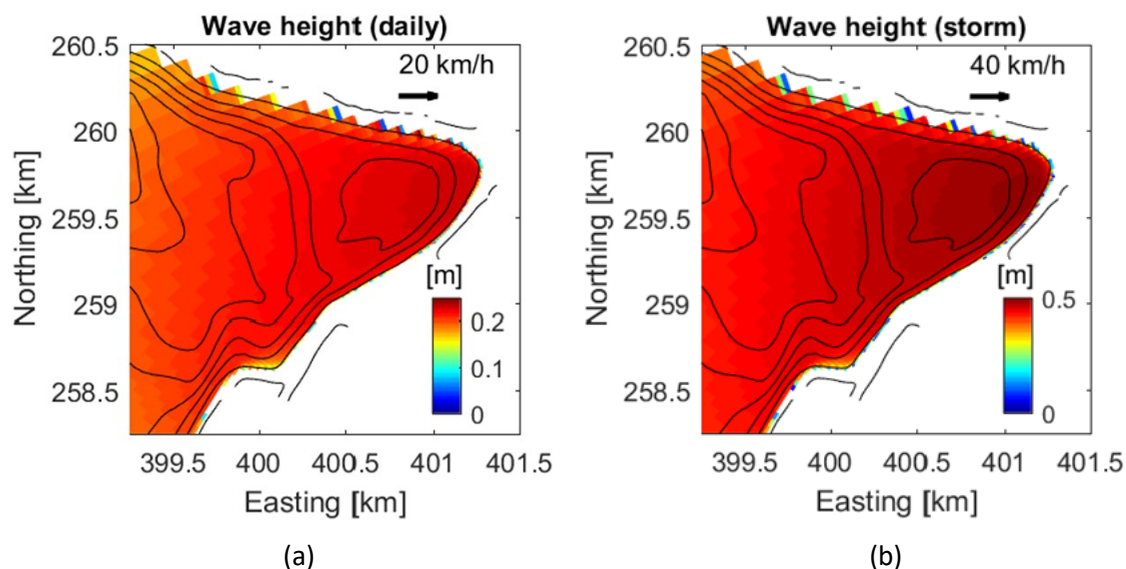 Wave height (daily)
260.5
260
259.5
259
258.5
Northing [km]
20 km/h
[m]
0.2
0.1
0
399.5 400 400.5 401 401.5
Easting [km]
(a)
Wave height (storm)
260.5
260
259.5
259
258.5
Northing [km]
40 km/h
[m]
0.5
0
399.5 400 400.5 401 401.5
Easting [km]
(b)